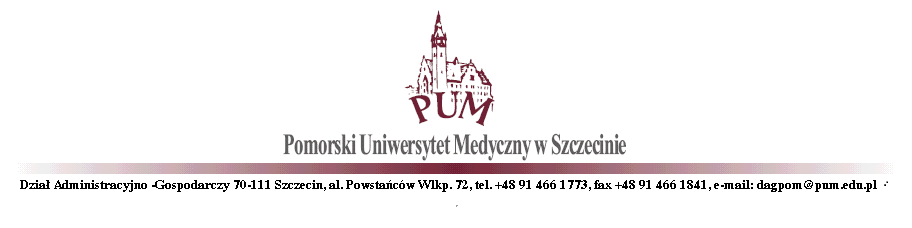 PUM
Pomorski Uniwersytet Medyczny w Szczecinie
Dział Administracyjno -Gospodarczy 70-111 Szczecin, al. Powstańców Wlkp. 72, tel. +48 91 466 1773, fax +48 91 466 1841, e-mail: dagpom@pum.edu.pl